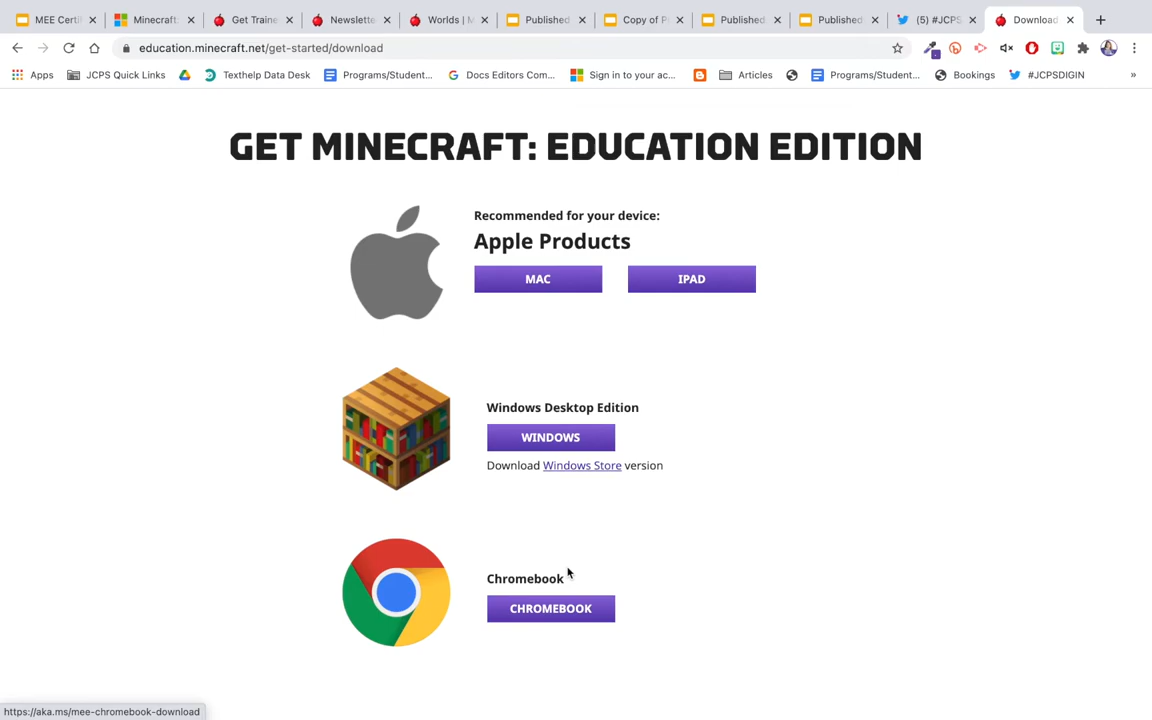 MEE Certi
Minecraft:
Get Traine
Newslette
Worlds | M
Published
Copy of P
Published
Published
(5) #JCPS
Download
education.minecraft.net/get-started/download
Apps
JCPS Quick Links
Texthelp Data Desk
Programs/Student...
Docs Editors Com...
Sign in to your ac...
Articles
Programs/Student...
Bookings
#JCPSDIGIN
»
GET MINECRAFT: EDUCATION EDITION
Recommended for your device:
Apple Products
MAC
IPAD
Windows Desktop Edition
WINDOWS
Download Windows Store version
Chromebook
CHROMEBOOK
https://aka.ms/mee-chromebook-download